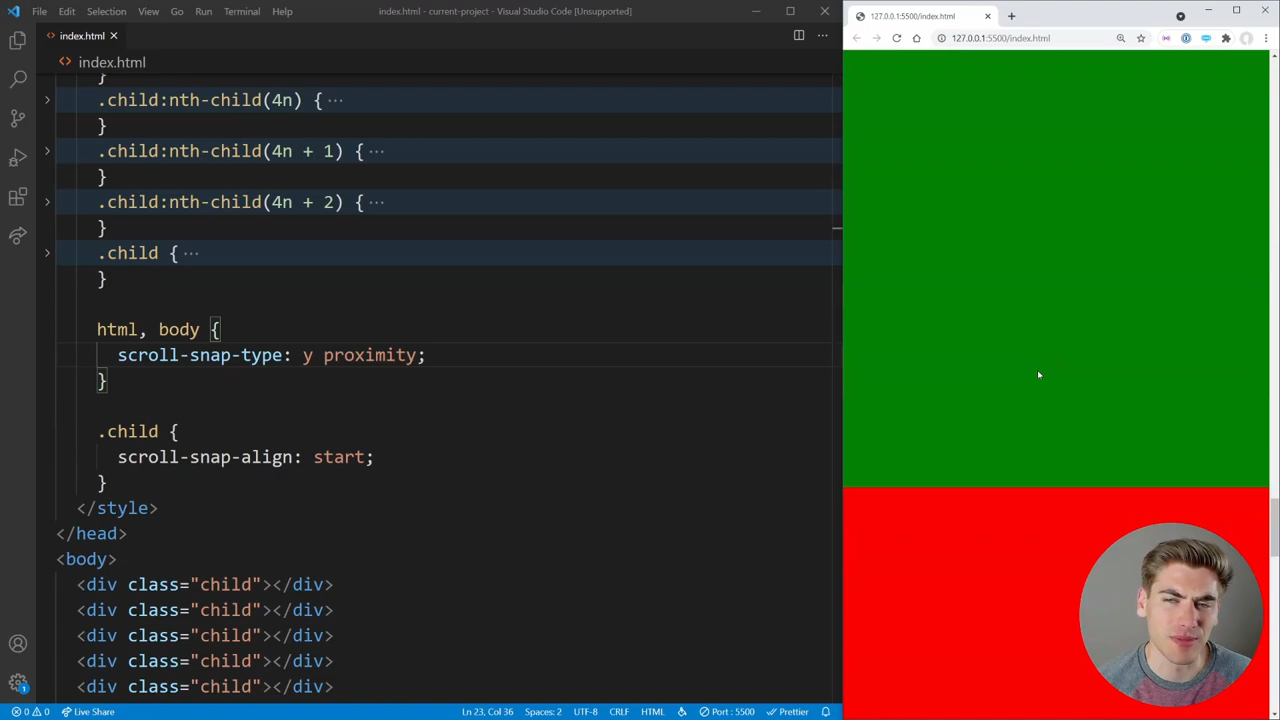 File Edit Selection View Go Run Terminal Help
index.html - current-project - Visual Studio Code [Unsupported]
index.html
index.html
}
.child:nth-child(4n) {···
}
.child:nth-child(4n + 1) {···
}
.child:nth-child(4n + 2) {···
}
.child {···
}
html, body {
scroll-snap-type: y proximity;
}
.child {
scroll-snap-align: start;
}
</style>
</head>
<body>
<div class="child"></div>
<div class="child"></div>
<div class="child"></div>
<div class="child"></div>
<div class="child"></div>
1
0 0 Live Share
Ln 23, Col 36 Spaces: 2 UTF-8 CRLF HTML Port : 5500 Prettier
127.0.0.1:5500/index.html
127.0.0.1:5500/index.html